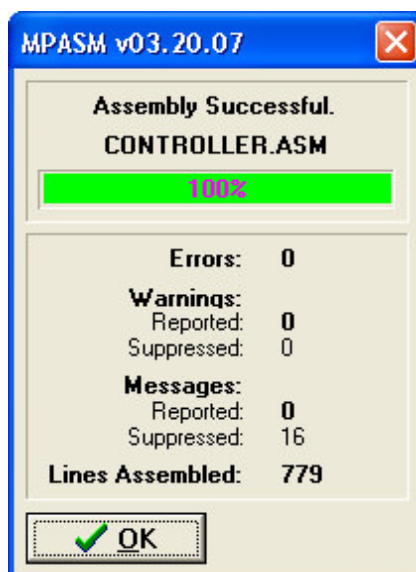 MPASM v03.20.07
Assembly Successful.
CONTROLLER.ASM
100%
Errors: 0
Warnings:
Reported: 0
Suppressed: 0
Messages:
Reported: 0
Suppressed: 16
Lines Assembled: 779
OK